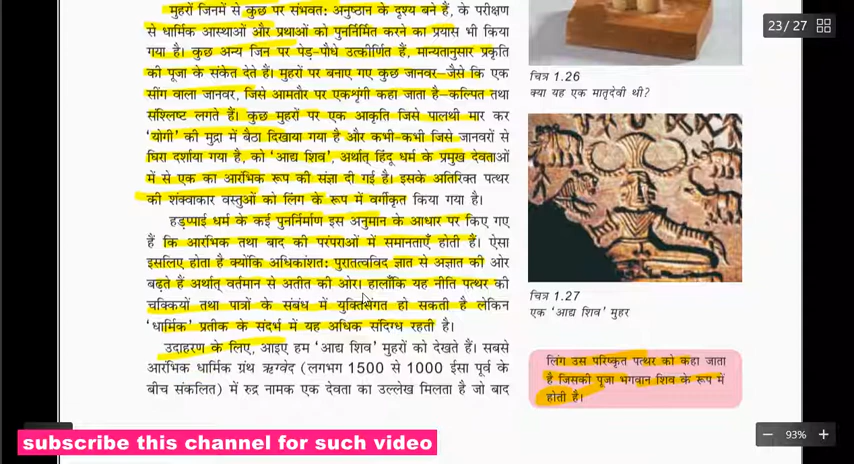 मुहरों जिनमें से कुछ पर संभवत: अनुष्ठान के दृश्य बने हैं, के परीक्षण
से धार्मिक आस्थाओं और प्रथाओं को पुनर्निर्मित करने का प्रयास भी किया
गया है। कुछ अन्य जिन पर पेड़-पौधे उत्कीर्णित हैं, मान्यतानुसार प्रकृति
की पूजा के संकेत देते हैं। मुहरों पर बनाए गए कुछ जानवर–जैसे कि एक
सींग वाला जानवर, जिसे आमतौर पर एकशृंगी कहा जाता है–कल्पित तथा
संश्लिष्ट लगते हैं। कुछ मुहरों पर एक आकृति जिसे पालथी मार कर
'योगी' की मुद्रा में बैठा दिखाया गया है और कभी-कभी जिसे जानवरों से
घिरा दर्शाया गया है, को 'आद्य शिव', अर्थात् हिंदू धर्म के प्रमुख देवताओं
में से एक का आरंभिक रूप की संज्ञा दी गई है। इसके अतिरिक्त पत्थर
की शंक्वाकार वस्तुओं को लिंग के रूप में वर्गीकृत किया गया है।
हड़प्पाई धर्म के कई पुनर्निर्माण इस अनुमान के आधार पर किए गए
हैं कि आरंभिक तथा बाद की परंपराओं में समानताएँ होती हैं। ऐसा
इसलिए होता है क्योंकि अधिकांशत: पुरातत्वविद ज्ञात से अज्ञात की ओर
बढ़ते हैं अर्थात् वर्तमान से अतीत की ओर। हालाँकि यह नीति पत्थर की
चक्कियों तथा पात्रों के संबंध में युक्तिसंगत हो सकती है लेकिन
'धार्मिक' प्रतीक के संदर्भ में यह अधिक संदिग्ध रहती है।
उदाहरण के लिए, आइए हम 'आद्य शिव' मुहरों को देखते हैं। सबसे
आरंभिक धार्मिक ग्रंथ ऋग्वेद (लगभग 1500 से 1000 ईसा पूर्व के
बीच संकलित) में रुद्र नामक एक देवता का उल्लेख मिलता है जो बाद
23 / 27
चित्र 1.26
क्या यह एक मातृदेवी थी?
चित्र 1.27
एक 'आद्य शिव' मुहर
लिंग उस परिष्कृत पत्थर को कहा जाता
है जिसकी पूजा भगवान शिव के रूप में
होती है।
− 93% +
subscribe this channel for such video